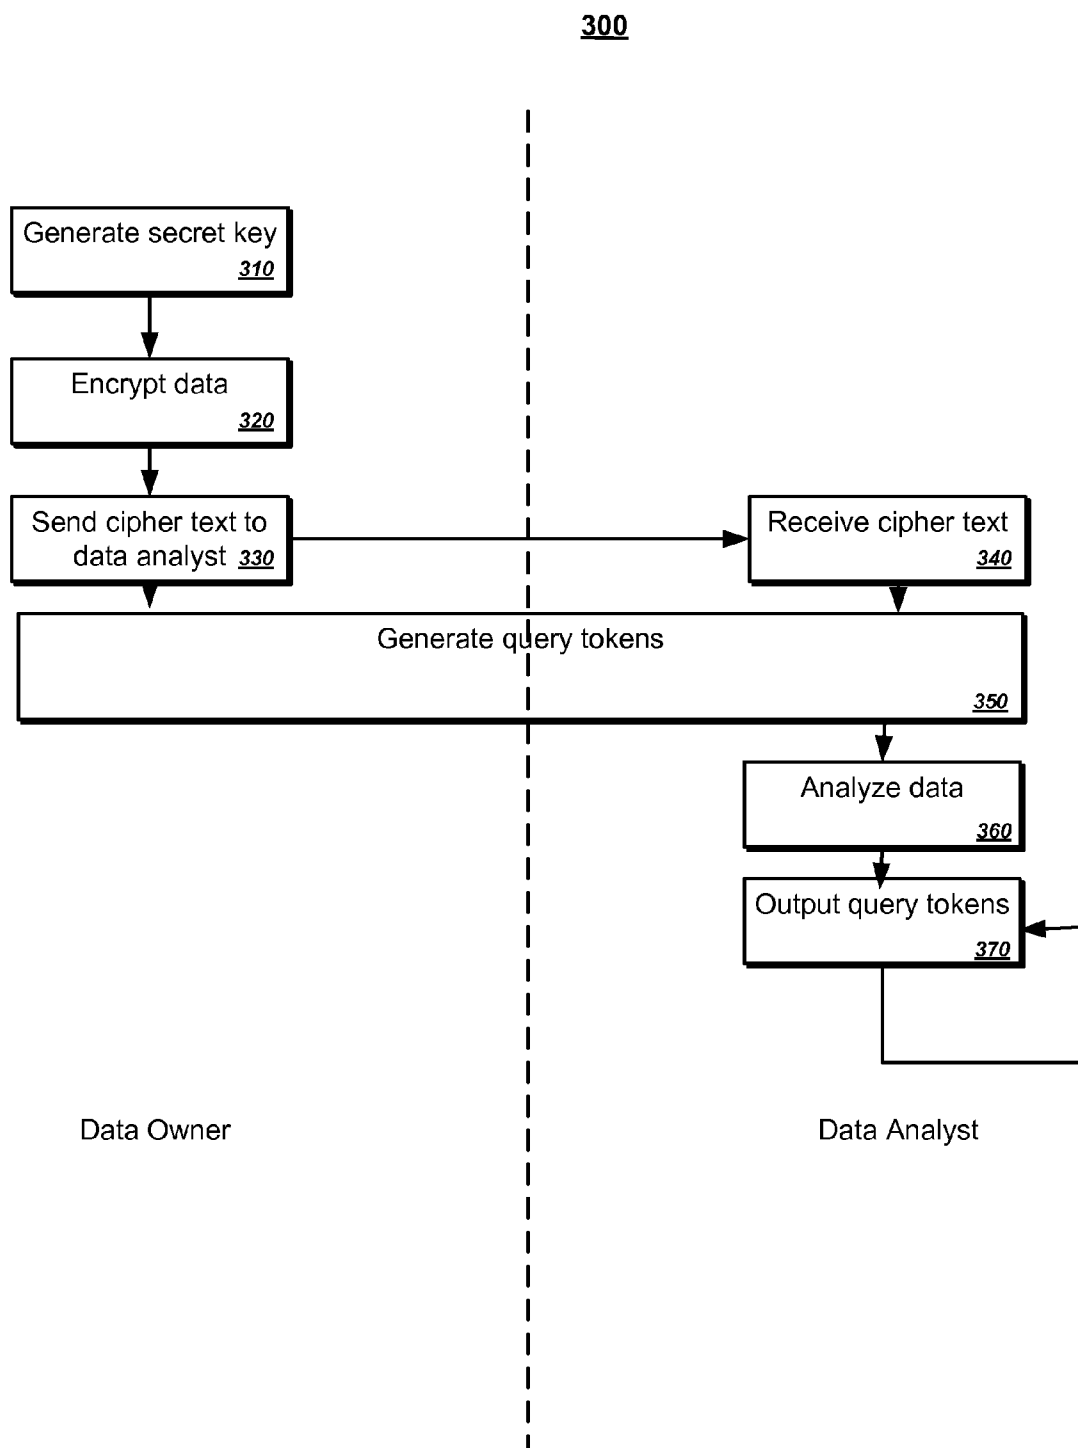 300
Generate secret key
310
Encrypt data
320
Send cipher text to
data analyst 330
Receive cipher text
340
Generate query tokens
350
Analyze data
360
Output query tokens
370
Data Owner
Data Analyst